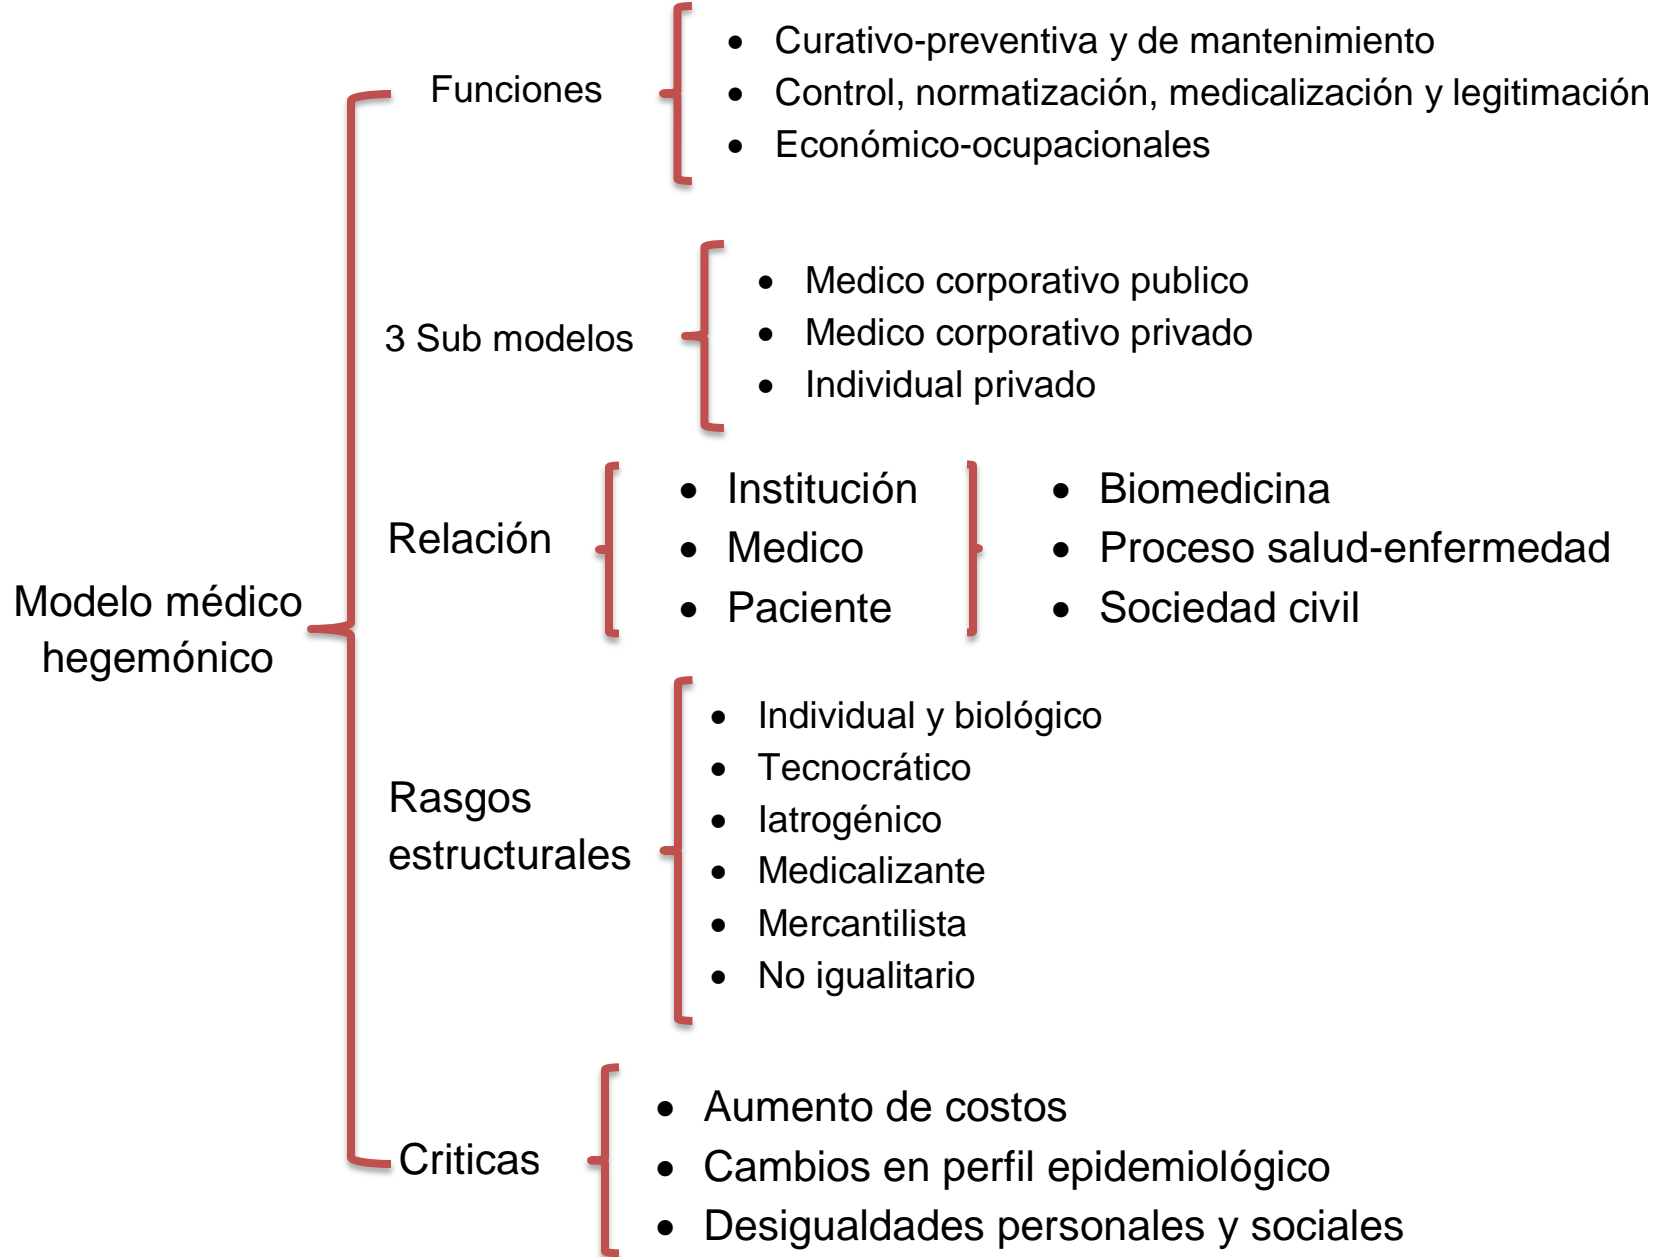 Modelo médico
hegemónico
Funciones
• Curativo-preventiva y de mantenimiento
• Control, normatización, medicalización y legitimación
• Económico-ocupacionales
3 Sub modelos
• Medico corporativo publico
• Medico corporativo privado
• Individual privado
Relación
• Institución
• Medico
• Paciente
• Biomedicina
• Proceso salud-enfermedad
• Sociedad civil
Rasgos
estructurales
• Individual y biológico
• Tecnocrático
• Iatrogénico
• Medicalizante
• Mercantilista
• No igualitario
Criticas
• Aumento de costos
• Cambios en perfil epidemiológico
• Desigualdades personales y sociales